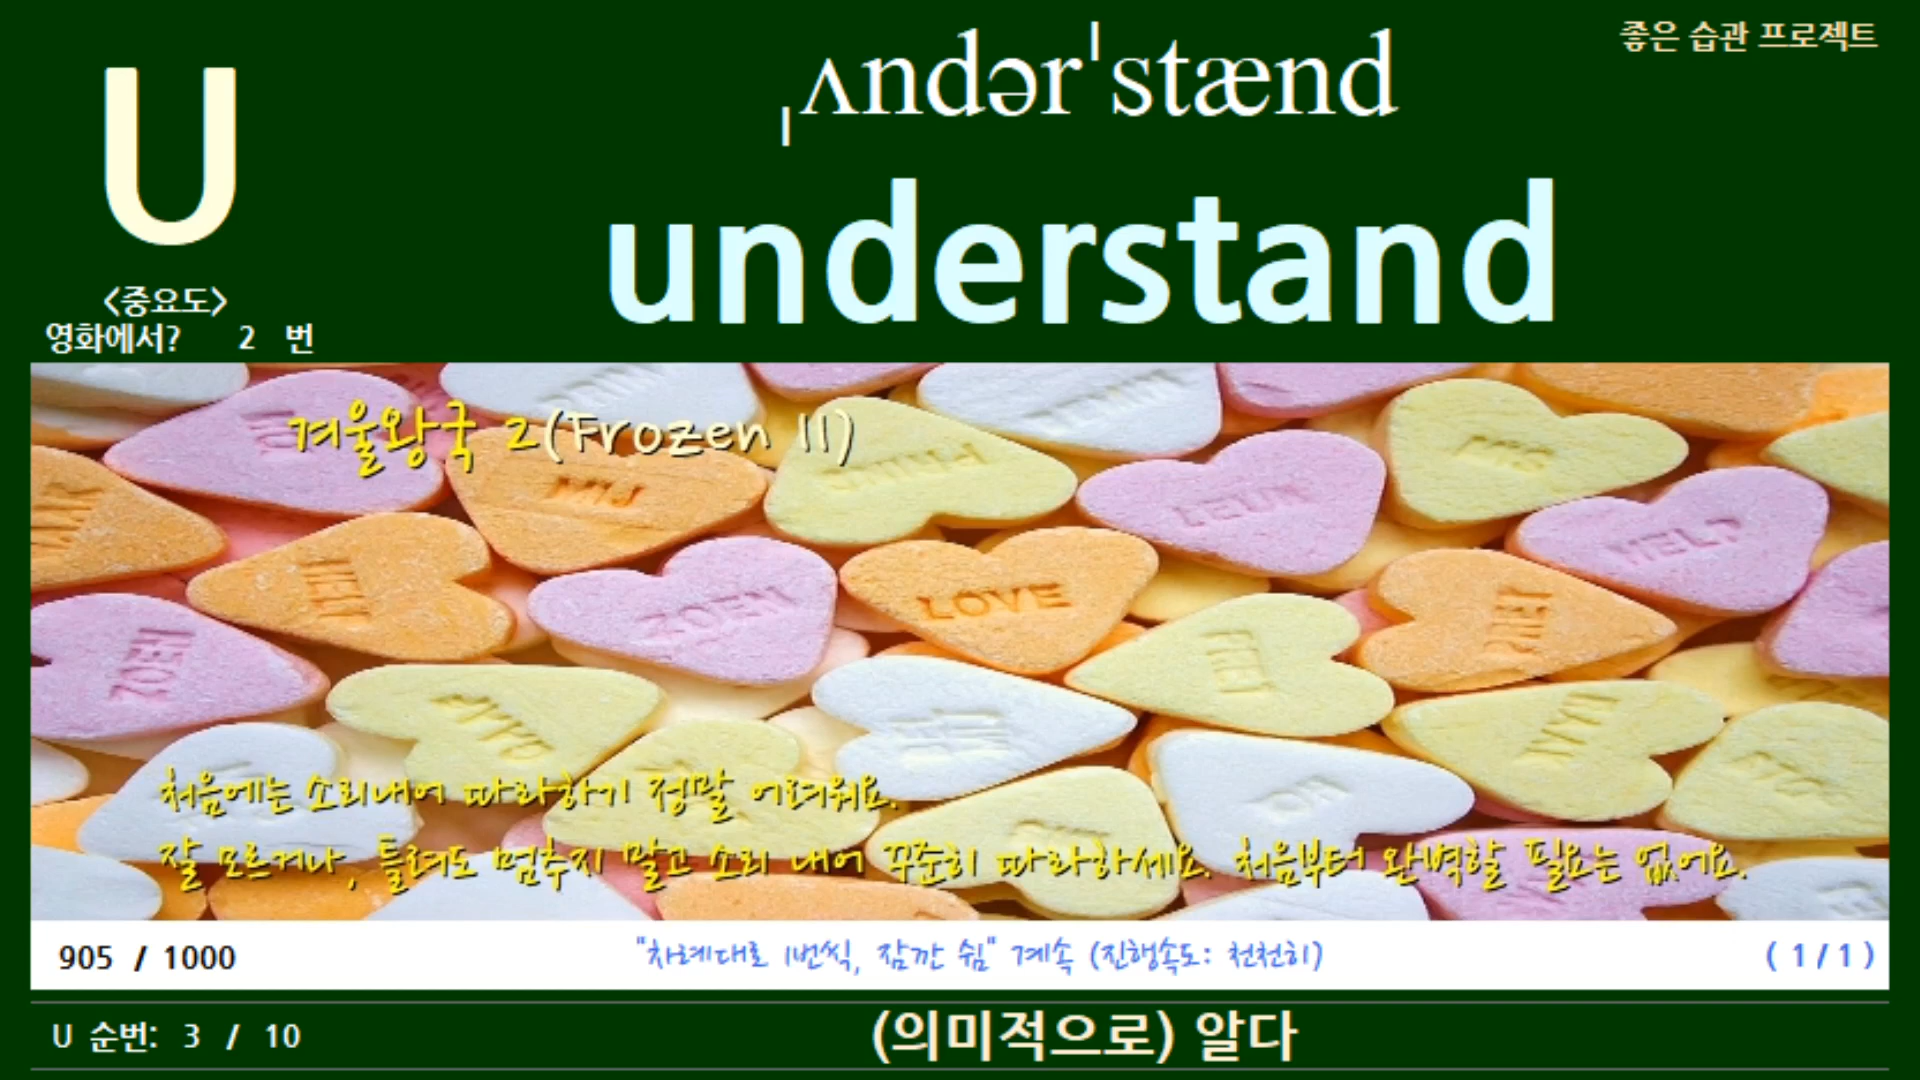 좋은 습관 프로젝트
U
ˌʌndərˈstænd
understand
<중요도>
영화에서? 2 번
겨울왕국 2(Frozen II)
MIJ
LEUK
HELP
ZOEN
LOVE
처음에는 소리내어 따라하기 정말 어려워요.
잘 모르거나, 틀려도 멈추지 말고 소리 내어 꾸준히 따라하세요. 처음부터 완벽할 필요는 없어요.
905 / 1000
"차례대로 1번씩, 잠깐 쉼" 계속 (진행속도: 천천히)
( 1 / 1 )
U 순번: 3 / 10
(의미적으로) 알다